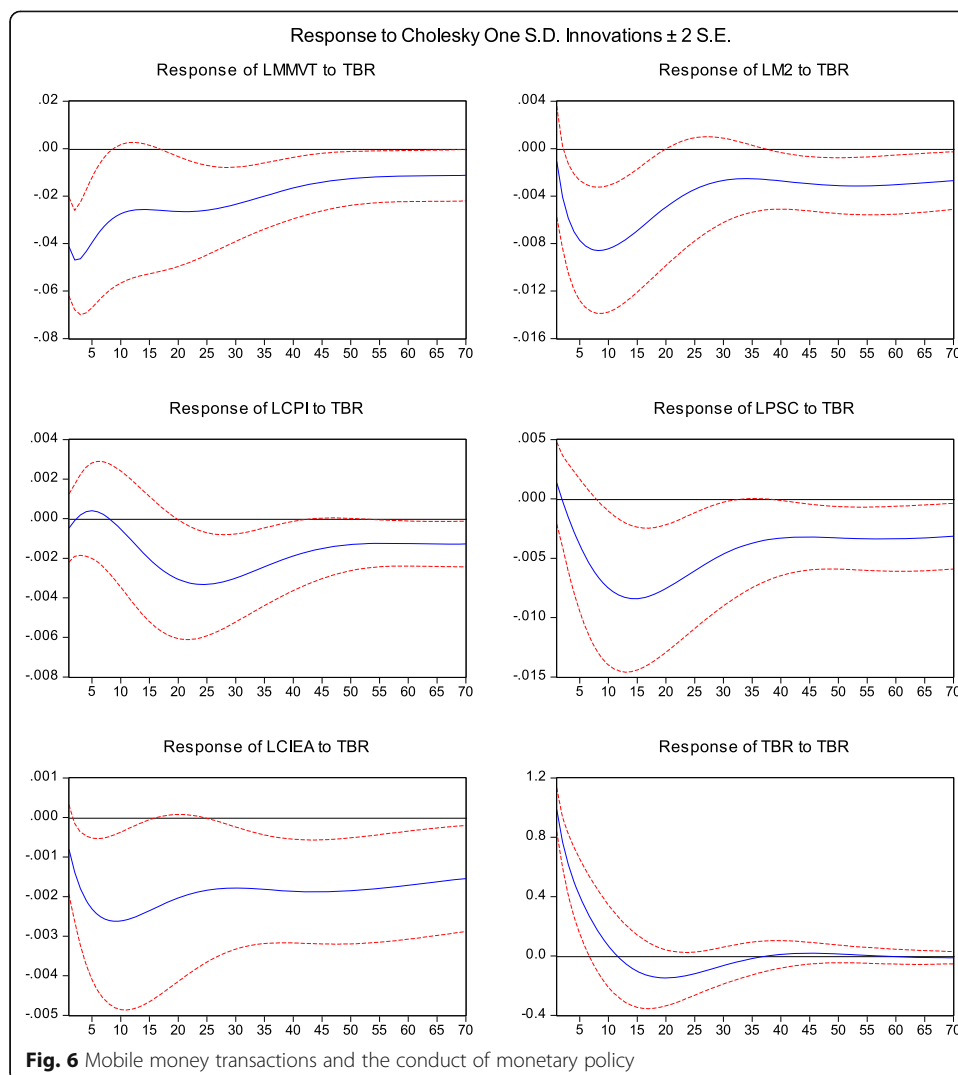 Response to Cholesky One S.D. Innovations ± 2 S.E.
Response of LMMVT to TBR
.02
.00
-.02
-.04
-.06
-.08
5 10 15 20 25 30 35 40 45 50 55 60 65 70
Response of LM2 to TBR
.004
.000
-.004
-.008
-.012
-.016
5 10 15 20 25 30 35 40 45 50 55 60 65 70
Response of LCPI to TBR
.004
.002
.000
-.002
-.004
-.006
-.008
5 10 15 20 25 30 35 40 45 50 55 60 65 70
Response of LPSC to TBR
.005
.000
-.005
-.010
-.015
5 10 15 20 25 30 35 40 45 50 55 60 65 70
Response of LCIEA to TBR
.001
.000
-.001
-.002
-.003
-.004
-.005
5 10 15 20 25 30 35 40 45 50 55 60 65 70
Response of TBR to TBR
1.2
0.8
0.4
0.0
-0.4
5 10 15 20 25 30 35 40 45 50 55 60 65 70
Fig. 6 Mobile money transactions and the conduct of monetary policy